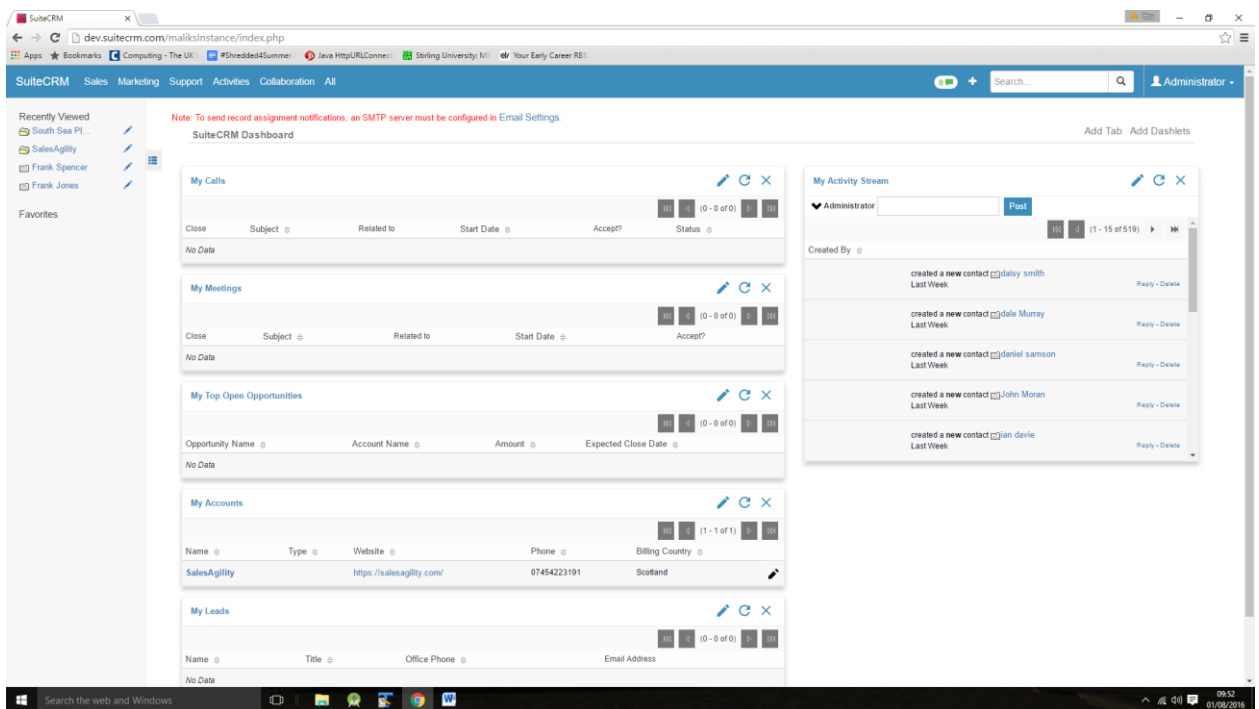 SuiteCRM
You
dev.suitecrm.com/maliksInstance/index.php
Apps Bookmarks Computing - The UK's #Shredded4Summer Java HttpURLConnect Stirling University: MS Your Early Career RBS
SuiteCRM Sales Marketing Support Activities Collaboration All 0 Search... Administrator
Recently Viewed
South Sea Pl...
SalesAgility
Frank Spencer
Frank Jones
Favorites
Note: To send record assignment notifications, an SMTP server must be configured in Email Settings.
SuiteCRM Dashboard
Add Tab Add Dashlets
My Calls
(0 - 0 of 0)
Close Subject Related to Start Date Accept? Status
No Data
My Meetings
(0 - 0 of 0)
Close Subject Related to Start Date Accept?
No Data
My Top Open Opportunities
(0 - 0 of 0)
Opportunity Name Account Name Amount Expected Close Date
No Data
My Accounts
(1 - 1 of 1)
Name Type Website Phone Billing Country
SalesAgility https://salesagility.com/ 07454223191 Scotland
My Leads
(0 - 0 of 0)
Name Title Office Phone Email Address
No Data
My Activity Stream
Administrator Post
(1 - 15 of 519)
Created By
created a new contact daisy smith
Last Week Reply - Delete
created a new contact dale Murray
Last Week Reply - Delete
created a new contact daniel samson
Last Week Reply - Delete
created a new contact John Moran
Last Week Reply - Delete
created a new contact ian davie
Last Week Reply - Delete
Search the web and Windows
09:52
01/08/2016